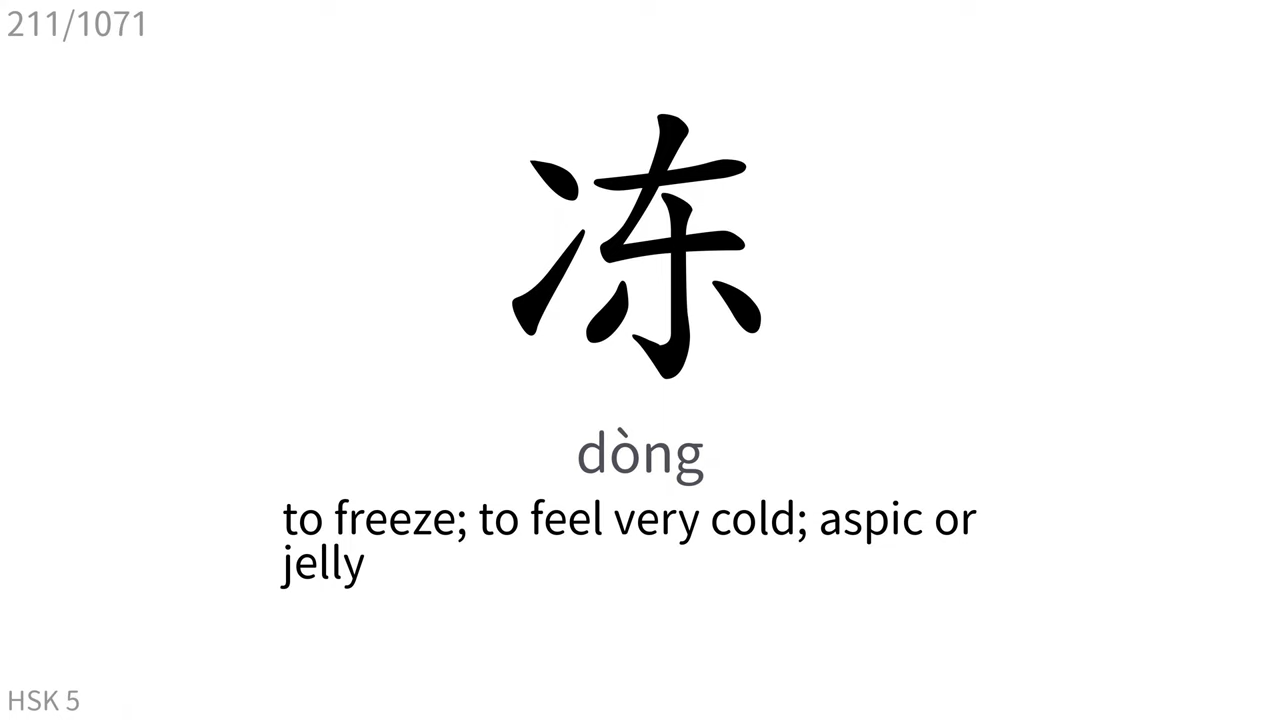 211/1071
冻
dòng
to freeze; to feel very cold; aspic or
jelly
HSK 5